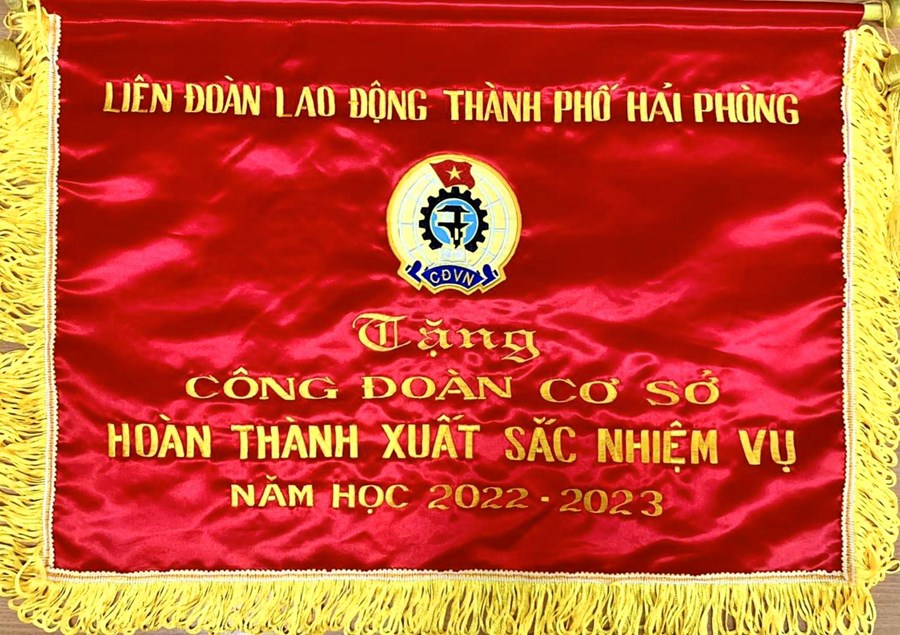 LIÊN ĐOÀN LAO ĐỘNG THÀNH PHỐ HẢI PHÒNG
CĐVN
Tặng
CÔNG ĐOÀN CƠ SỞ
HOÀN THÀNH XUẤT SẮC NHIỆM VỤ
NĂM HỌC 2022 - 2023